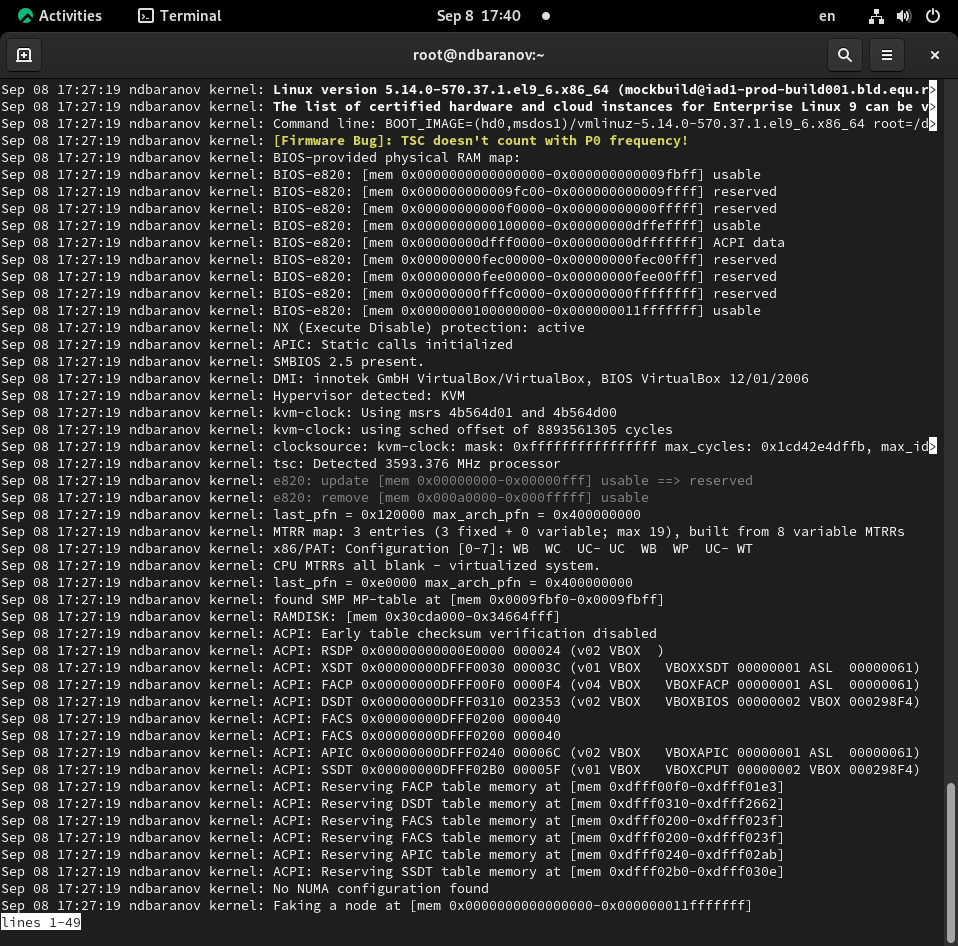 Activities Terminal Sep 8 17:40 en
root@ndbaranov:~
Sep 08 17:27:19 ndbaranov kernel: Linux version 5.14.0-570.37.1.el9_6.x86_64 (mockbuild@iad1-prod-build001.bld.equ.r>
Sep 08 17:27:19 ndbaranov kernel: The list of certified hardware and cloud instances for Enterprise Linux 9 can be v>
Sep 08 17:27:19 ndbaranov kernel: Command line: BOOT_IMAGE=(hd0,msdos1)/vmlinuz-5.14.0-570.37.1.el9_6.x86_64 root=/d>
Sep 08 17:27:19 ndbaranov kernel: [Firmware Bug]: TSC doesn't count with P0 frequency!
Sep 08 17:27:19 ndbaranov kernel: BIOS-provided physical RAM map:
Sep 08 17:27:19 ndbaranov kernel: BIOS-e820: [mem 0x0000000000000000-0x000000000009fbff] usable
Sep 08 17:27:19 ndbaranov kernel: BIOS-e820: [mem 0x000000000009fc00-0x000000000009ffff] reserved
Sep 08 17:27:19 ndbaranov kernel: BIOS-e820: [mem 0x00000000000f0000-0x00000000000fffff] reserved
Sep 08 17:27:19 ndbaranov kernel: BIOS-e820: [mem 0x0000000000100000-0x00000000dffeffff] usable
Sep 08 17:27:19 ndbaranov kernel: BIOS-e820: [mem 0x00000000dfff0000-0x00000000dfffffff] ACPI data
Sep 08 17:27:19 ndbaranov kernel: BIOS-e820: [mem 0x00000000fec00000-0x00000000fec00fff] reserved
Sep 08 17:27:19 ndbaranov kernel: BIOS-e820: [mem 0x00000000fee00000-0x00000000fee00fff] reserved
Sep 08 17:27:19 ndbaranov kernel: BIOS-e820: [mem 0x00000000fffc0000-0x00000000ffffffff] reserved
Sep 08 17:27:19 ndbaranov kernel: BIOS-e820: [mem 0x0000000100000000-0x000000011fffffff] usable
Sep 08 17:27:19 ndbaranov kernel: NX (Execute Disable) protection: active
Sep 08 17:27:19 ndbaranov kernel: APIC: Static calls initialized
Sep 08 17:27:19 ndbaranov kernel: SMBIOS 2.5 present.
Sep 08 17:27:19 ndbaranov kernel: DMI: innotek GmbH VirtualBox/VirtualBox, BIOS VirtualBox 12/01/2006
Sep 08 17:27:19 ndbaranov kernel: Hypervisor detected: KVM
Sep 08 17:27:19 ndbaranov kernel: kvm-clock: Using msrs 4b564d01 and 4b564d00
Sep 08 17:27:19 ndbaranov kernel: kvm-clock: using sched offset of 8893561305 cycles
Sep 08 17:27:19 ndbaranov kernel: clocksource: kvm-clock: mask: 0xffffffffffffffff max_cycles: 0x1cd42e4dffb, max_id>
Sep 08 17:27:19 ndbaranov kernel: tsc: Detected 3593.376 MHz processor
Sep 08 17:27:19 ndbaranov kernel: e820: update [mem 0x00000000-0x00000fff] usable ==> reserved
Sep 08 17:27:19 ndbaranov kernel: e820: remove [mem 0x000a0000-0x000fffff] usable
Sep 08 17:27:19 ndbaranov kernel: last_pfn = 0x120000 max_arch_pfn = 0x400000000
Sep 08 17:27:19 ndbaranov kernel: MTRR map: 3 entries (3 fixed + 0 variable; max 19), built from 8 variable MTRRs
Sep 08 17:27:19 ndbaranov kernel: x86/PAT: Configuration [0-7]: WB  WC  UC- UC  WB  WP  UC- WT
Sep 08 17:27:19 ndbaranov kernel: CPU MTRRs all blank - virtualized system.
Sep 08 17:27:19 ndbaranov kernel: last_pfn = 0xe0000 max_arch_pfn = 0x400000000
Sep 08 17:27:19 ndbaranov kernel: found SMP MP-table at [mem 0x0009fbf0-0x0009fbff]
Sep 08 17:27:19 ndbaranov kernel: RAMDISK: [mem 0x30cda000-0x34664fff]
Sep 08 17:27:19 ndbaranov kernel: ACPI: Early table checksum verification disabled
Sep 08 17:27:19 ndbaranov kernel: ACPI: RSDP 0x00000000000E0000 000024 (v02 VBOX  )
Sep 08 17:27:19 ndbaranov kernel: ACPI: XSDT 0x00000000DFFF0030 00003C (v01 VBOX   VBOXXSDT 00000001 ASL  00000061)
Sep 08 17:27:19 ndbaranov kernel: ACPI: FACP 0x00000000DFFF00F0 0000F4 (v04 VBOX   VBOXFACP 00000001 ASL  00000061)
Sep 08 17:27:19 ndbaranov kernel: ACPI: DSDT 0x00000000DFFF0310 002353 (v02 VBOX   VBOXBIOS 00000002 VBOX 000298F4)
Sep 08 17:27:19 ndbaranov kernel: ACPI: FACS 0x00000000DFFF0200 000040
Sep 08 17:27:19 ndbaranov kernel: ACPI: FACS 0x00000000DFFF0200 000040
Sep 08 17:27:19 ndbaranov kernel: ACPI: APIC 0x00000000DFFF0240 00006C (v02 VBOX   VBOXAPIC 00000001 ASL  00000061)
Sep 08 17:27:19 ndbaranov kernel: ACPI: SSDT 0x00000000DFFF02B0 00005F (v01 VBOX   VBOXCPUT 00000002 VBOX 000298F4)
Sep 08 17:27:19 ndbaranov kernel: ACPI: Reserving FACP table memory at [mem 0xdfff00f0-0xdfff01e3]
Sep 08 17:27:19 ndbaranov kernel: ACPI: Reserving DSDT table memory at [mem 0xdfff0310-0xdfff2662]
Sep 08 17:27:19 ndbaranov kernel: ACPI: Reserving FACS table memory at [mem 0xdfff0200-0xdfff023f]
Sep 08 17:27:19 ndbaranov kernel: ACPI: Reserving FACS table memory at [mem 0xdfff0200-0xdfff023f]
Sep 08 17:27:19 ndbaranov kernel: ACPI: Reserving APIC table memory at [mem 0xdfff0240-0xdfff02ab]
Sep 08 17:27:19 ndbaranov kernel: ACPI: Reserving SSDT table memory at [mem 0xdfff02b0-0xdfff030e]
Sep 08 17:27:19 ndbaranov kernel: No NUMA configuration found
Sep 08 17:27:19 ndbaranov kernel: Faking a node at [mem 0x0000000000000000-0x000000011fffffff]
lines 1-49